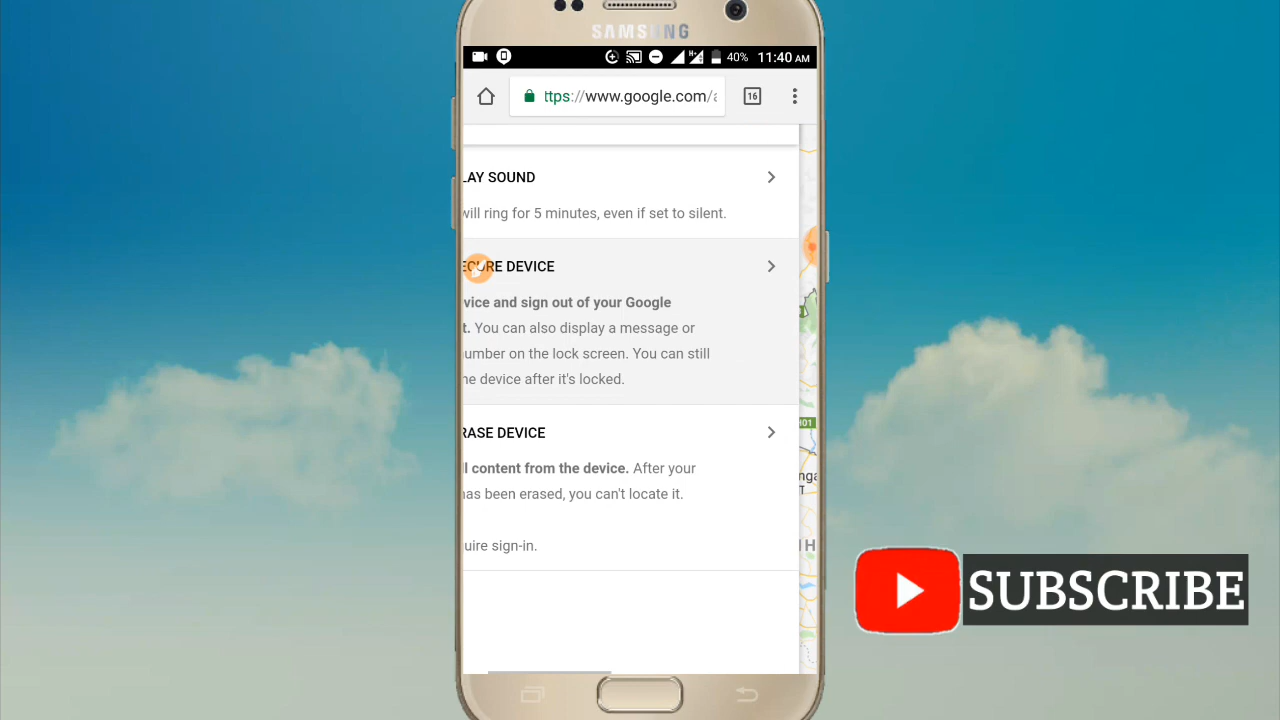 SAMSUNG
40% 11:40 AM
ttps://www.google.com/a
16
LAY SOUND
will ring for 5 minutes, even if set to silent.
ECURE DEVICE
vice and sign out of your Google
t. You can also display a message or
umber on the lock screen. You can still
ne device after it's locked.
RASE DEVICE
l content from the device. After your
has been erased, you can't locate it.
uire sign-in.
H01
nga
T
H
SUBSCRIBE